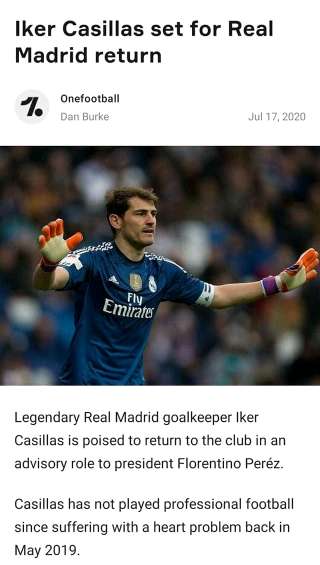 Iker Casillas set for Real
Madrid return
Onefootball
Dan Burke
Jul 17, 2020
Fly
Emirates
Legendary Real Madrid goalkeeper Iker
Casillas is poised to return to the club in an
advisory role to president Florentino Peréz.
Casillas has not played professional football
since suffering with a heart problem back in
May 2019.